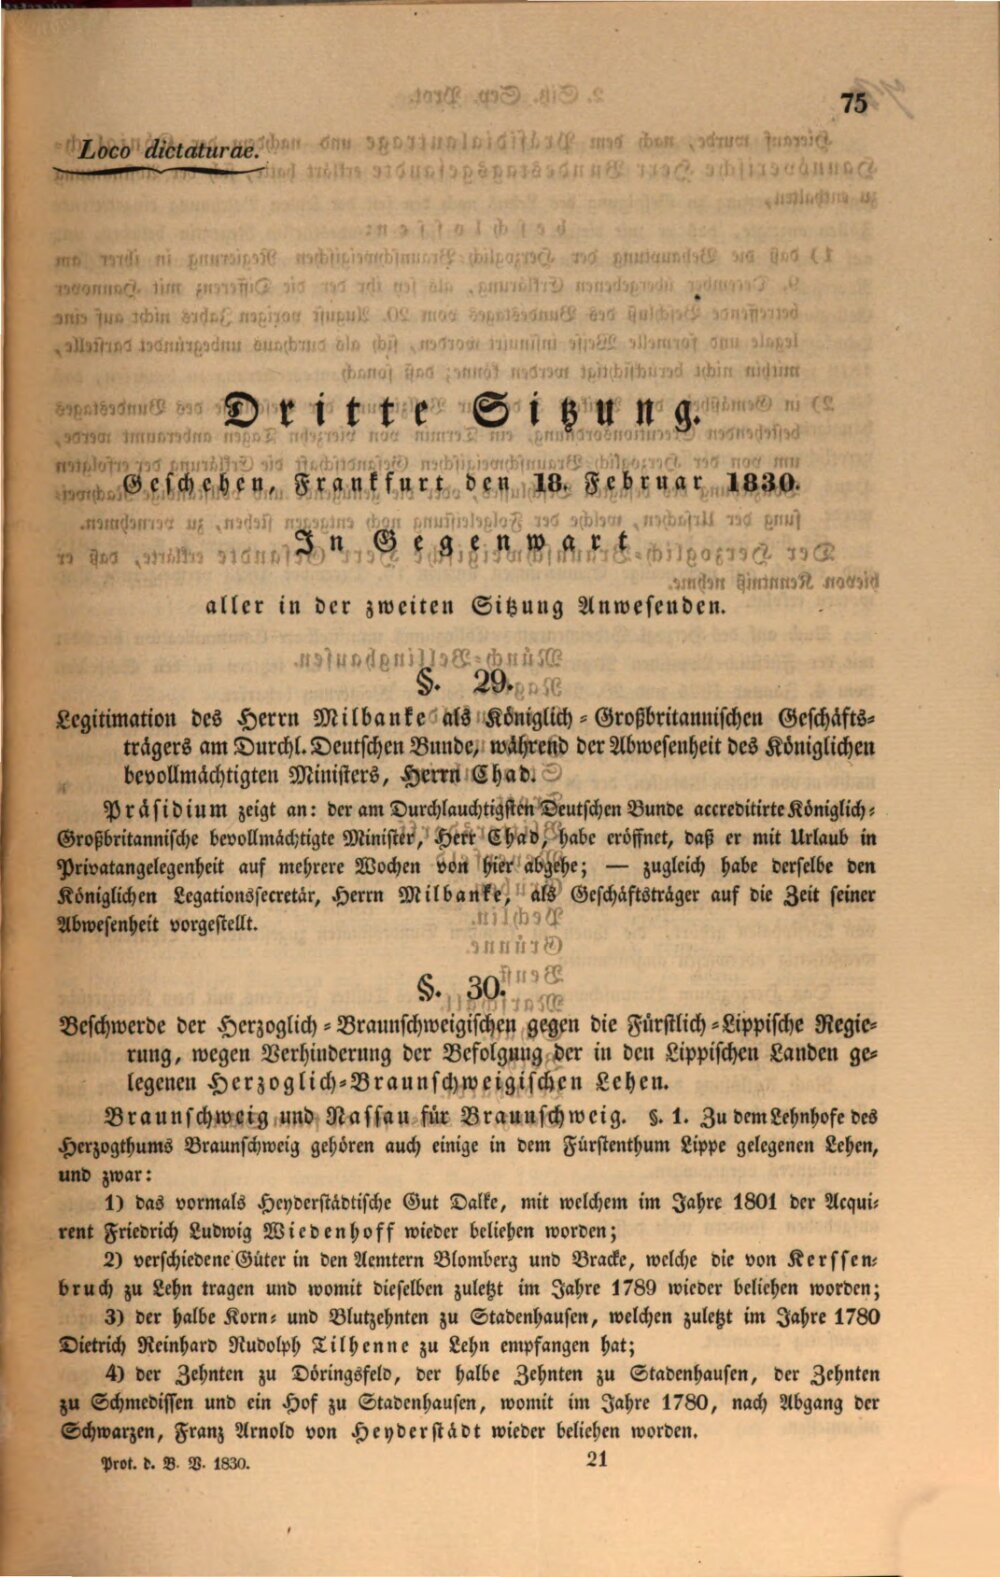 75
Loco dictaturae.
Dritte Sitzung.
Geschehen, Frankfurt den 18. Februar 1830.
In Gegenwart
aller in der zweiten Sitzung Anwesenden.
§. 29.
Legitimation des Herrn Milbanke als Königlich-Großbritannischen Geschäfts-
trägers am Durchl. Deutschen Bunde, während der Abwesenheit des Königlichen
bevollmächtigten Ministers, Herrn Chad.
Präsidium zeigt an: der am Durchlauchtigsten Deutschen Bunde accreditirte Königlich-
Großbritannische bevollmächtigte Minister, Herr Chad, habe eröffnet, daß er mit Urlaub in
Privatangelegenheit auf mehrere Wochen von hier abgehe; — zugleich habe derselbe den
Königlichen Legationssecretär, Herrn Milbanke, als Geschäftsträger auf die Zeit seiner
Abwesenheit vorgestellt.
§. 30.
Beschwerde der Herzoglich-Braunschweigischen gegen die Fürstlich-Lippische Regie-
rung, wegen Verhinderung der Befolgung der in den Lippischen Landen ge-
legenen Herzoglich-Braunschweigischen Lehen.
Braunschweig und Nassau für Braunschweig. §. 1. Zu dem Lehnhofe des
Herzogthums Braunschweig gehören auch einige in dem Fürstenthum Lippe gelegenen Lehen,
und zwar:
1) das vormals Heyderstädtische Gut Dalke, mit welchem im Jahre 1801 der Acqui-
rent Friedrich Ludwig Wiedenhoff wieder beliehen worden;
2) verschiedene Güter in den Aemtern Blomberg und Bracke, welche die von Kerssen-
bruch zu Lehn tragen und womit dieselben zuletzt im Jahre 1789 wieder beliehen worden;
3) der halbe Korn- und Blutzehnten zu Stadenhausen, welchen zuletzt im Jahre 1780
Dietrich Reinhard Rudolph Tilhenne zu Lehn empfangen hat;
4) der Zehnten zu Döringsfeld, der halbe Zehnten zu Stadenhausen, der Zehnten
zu Schmedissen und ein Hof zu Stadenhausen, womit im Jahre 1780, nach Abgang der
Schwarzen, Franz Arnold von Heyderstädt wieder beliehen worden.
Prot. d. B. V. 1830.
21